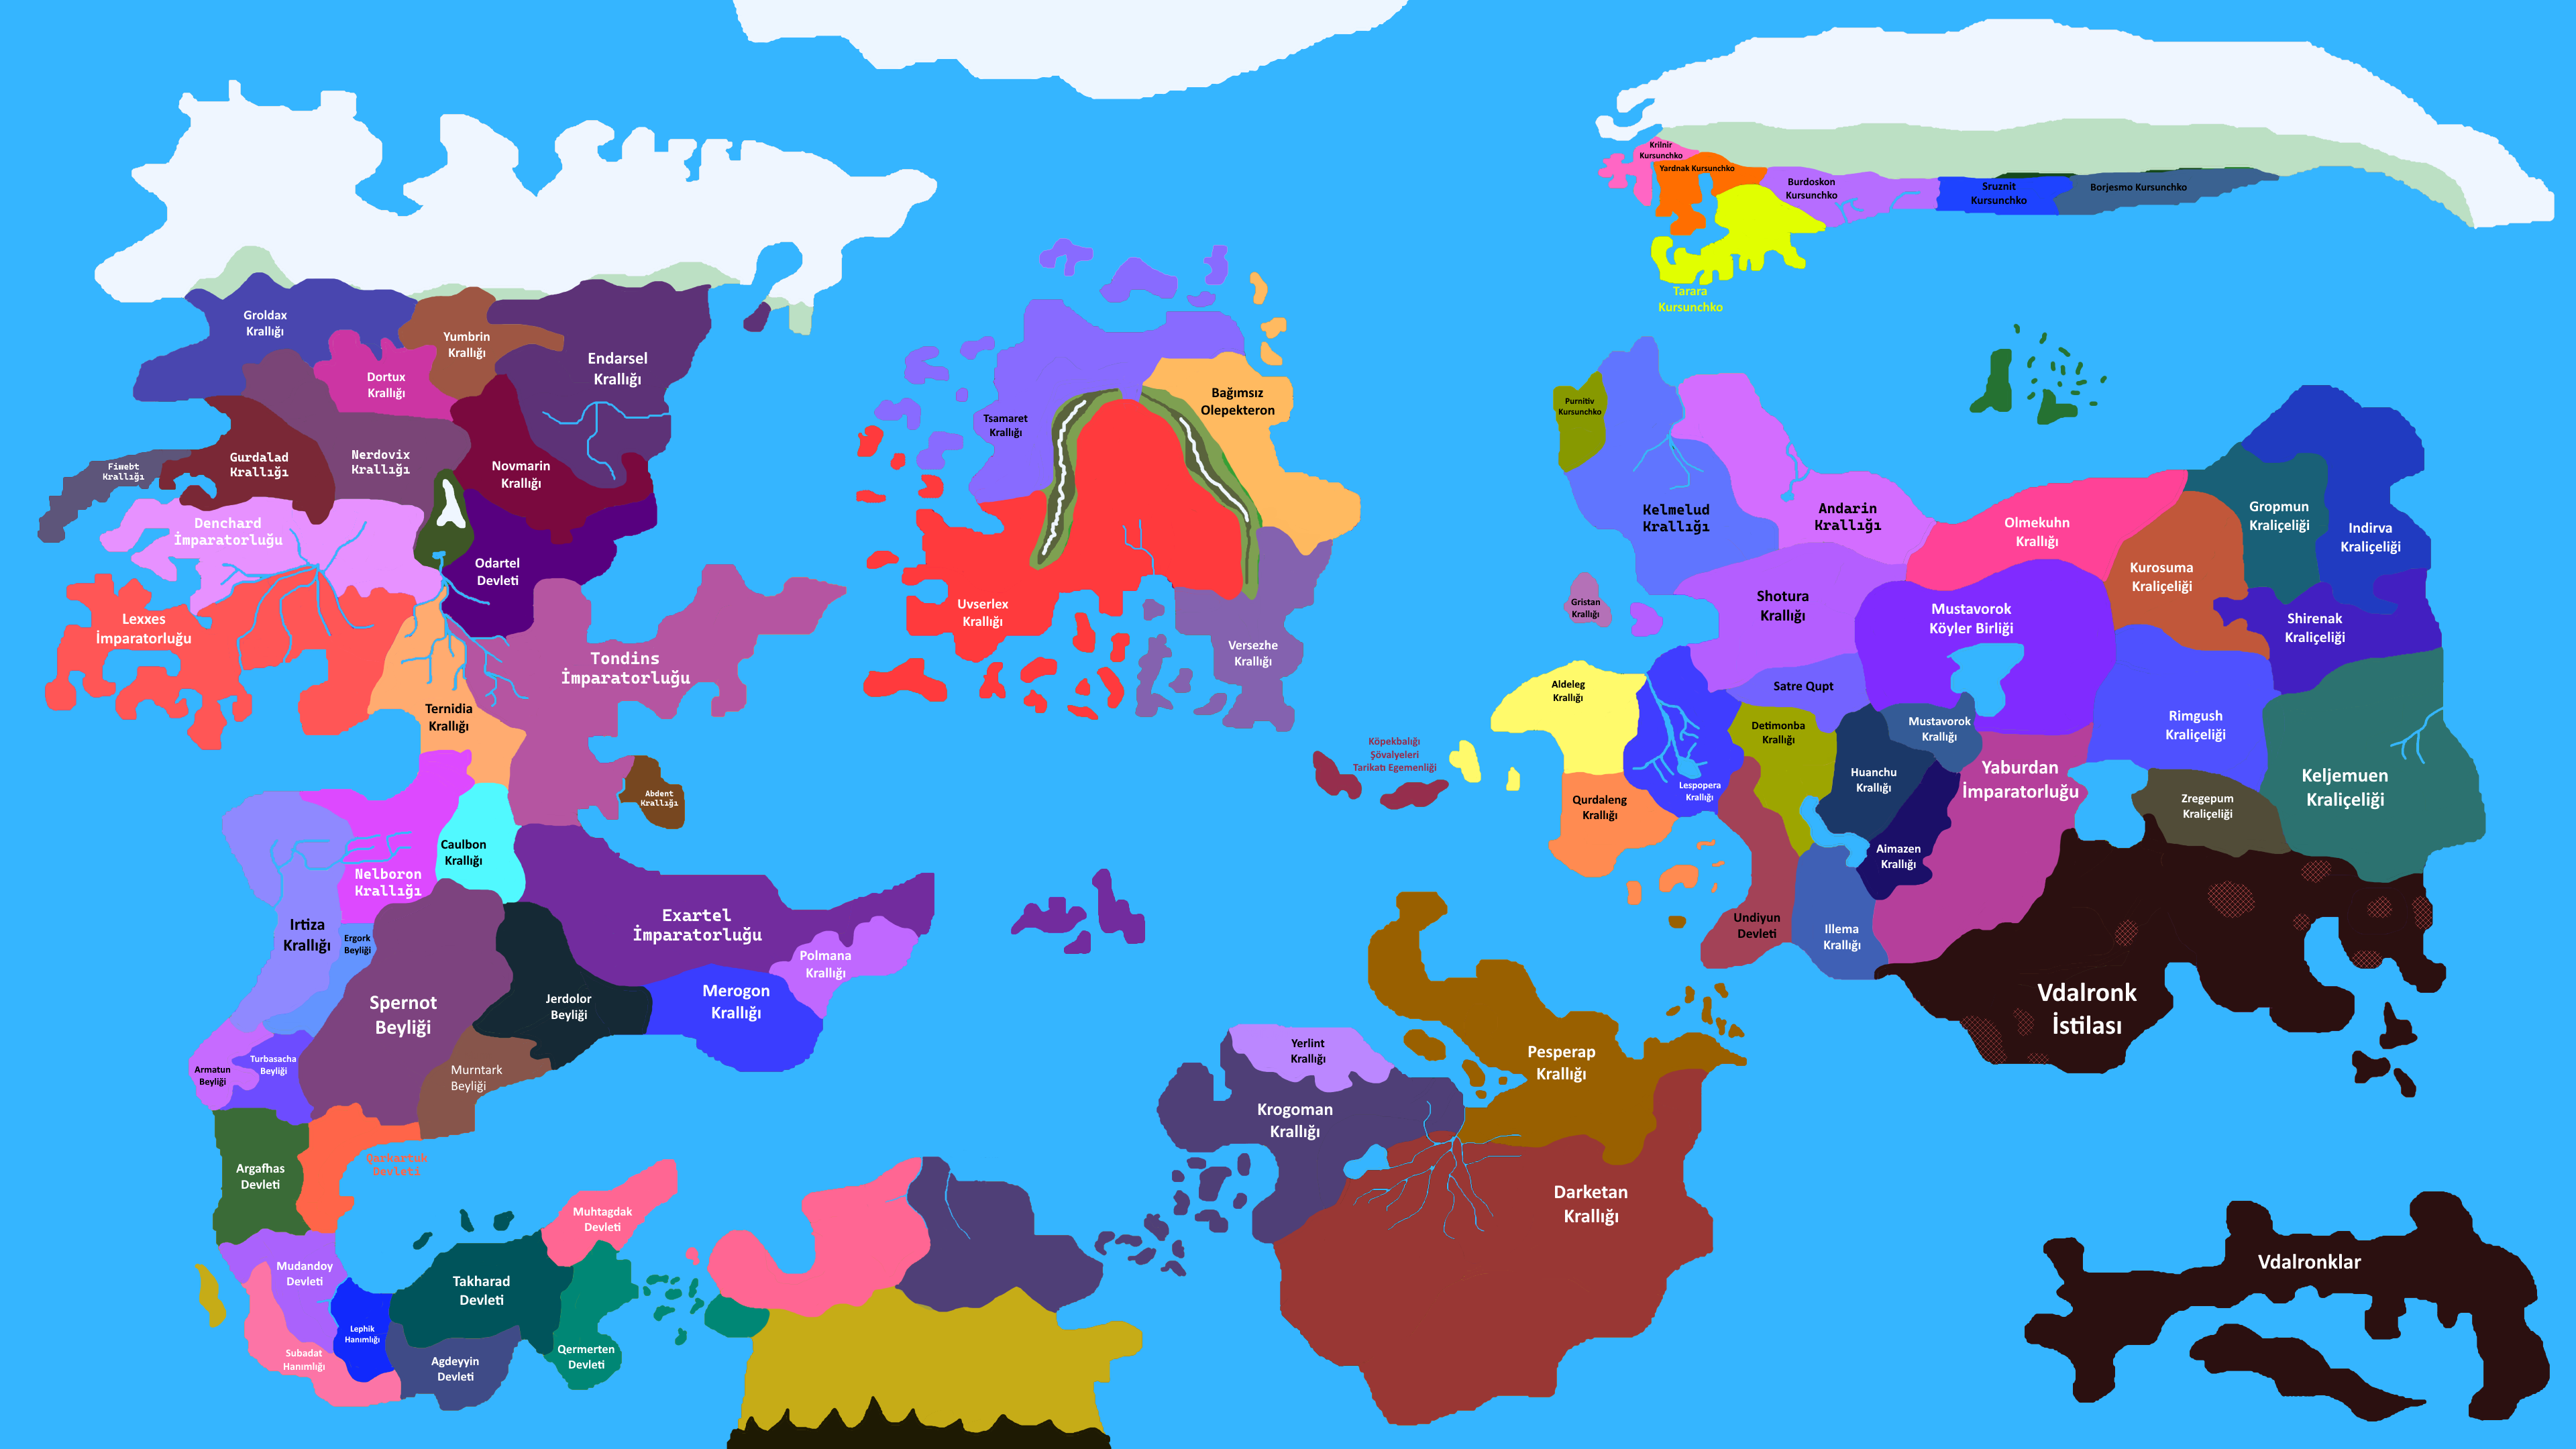 Krilnir
Kursunchko
Yardnak Kursunchko
Burdoskon
Kursunchko
Sruznit
Kursunchko
Borjesmo Kursunchko
Tarara
Kursunchko
Groldax
Krallığı
Yumbrin
Krallığı
Endarsel
Krallığı
Dortux
Krallığı
Fimebt
Krallığı
Gurdalad
Krallığı
Nerdovix
Krallığı
Novmarin
Krallığı
Denchard
İmparatorluğu
Odartel
Devleti
Lexxes
İmparatorluğu
Tondins
İmparatorluğu
Ternidia
Krallığı
Abdent
Krallığı
Caulbon
Krallığı
Nelboron
Krallığı
Irtiza
Krallığı
Ergork
Beyliği
Exartel
İmparatorluğu
Polmana
Krallığı
Merogon
Krallığı
Spernot
Beyliği
Jerdolor
Beyliği
Murntark
Beyliği
Turbasacha
Beyliği
Armatun
Beyliği
Argafhas
Devleti
Qarkartuk
Devleti
Muhtagdak
Devleti
Mudandoy
Devleti
Takharad
Devleti
Lephik
Hanımlığı
Subadat
Hanımlığı
Agdeyyin
Devleti
Qermerten
Devleti
Tsamaret
Krallığı
Bağımsız
Olepekteron
Uvserlex
Krallığı
Versezhe
Krallığı
Purnitiv
Kursunchko
Kelmelud
Krallığı
Andarin
Krallığı
Olmekuhn
Krallığı
Gropmun
Kraliçeliği
Indirva
Kraliçeliği
Kurosuma
Kraliçeliği
Gristan
Krallığı
Shotura
Krallığı
Mustavorok
Köyler Birliği
Shirenak
Kraliçeliği
Aldeleg
Krallığı
Satre Qupt
Detimonba
Krallığı
Mustavorok
Krallığı
Rimgush
Kraliçeliği
Köpekbalığı
Şövalyeleri
Tarikatı Egemenliği
Lespopera
Krallığı
Huanchu
Krallığı
Yaburdan
İmparatorluğu
Keljemuen
Kraliçeliği
Qurdaleng
Krallığı
Zregepum
Kraliçeliği
Aimazen
Krallığı
Undiyun
Devleti
Illema
Krallığı
Vdalronk
İstilası
Yerlint
Krallığı
Krogoman
Krallığı
Pesperap
Krallığı
Darketan
Krallığı
Vdalronklar